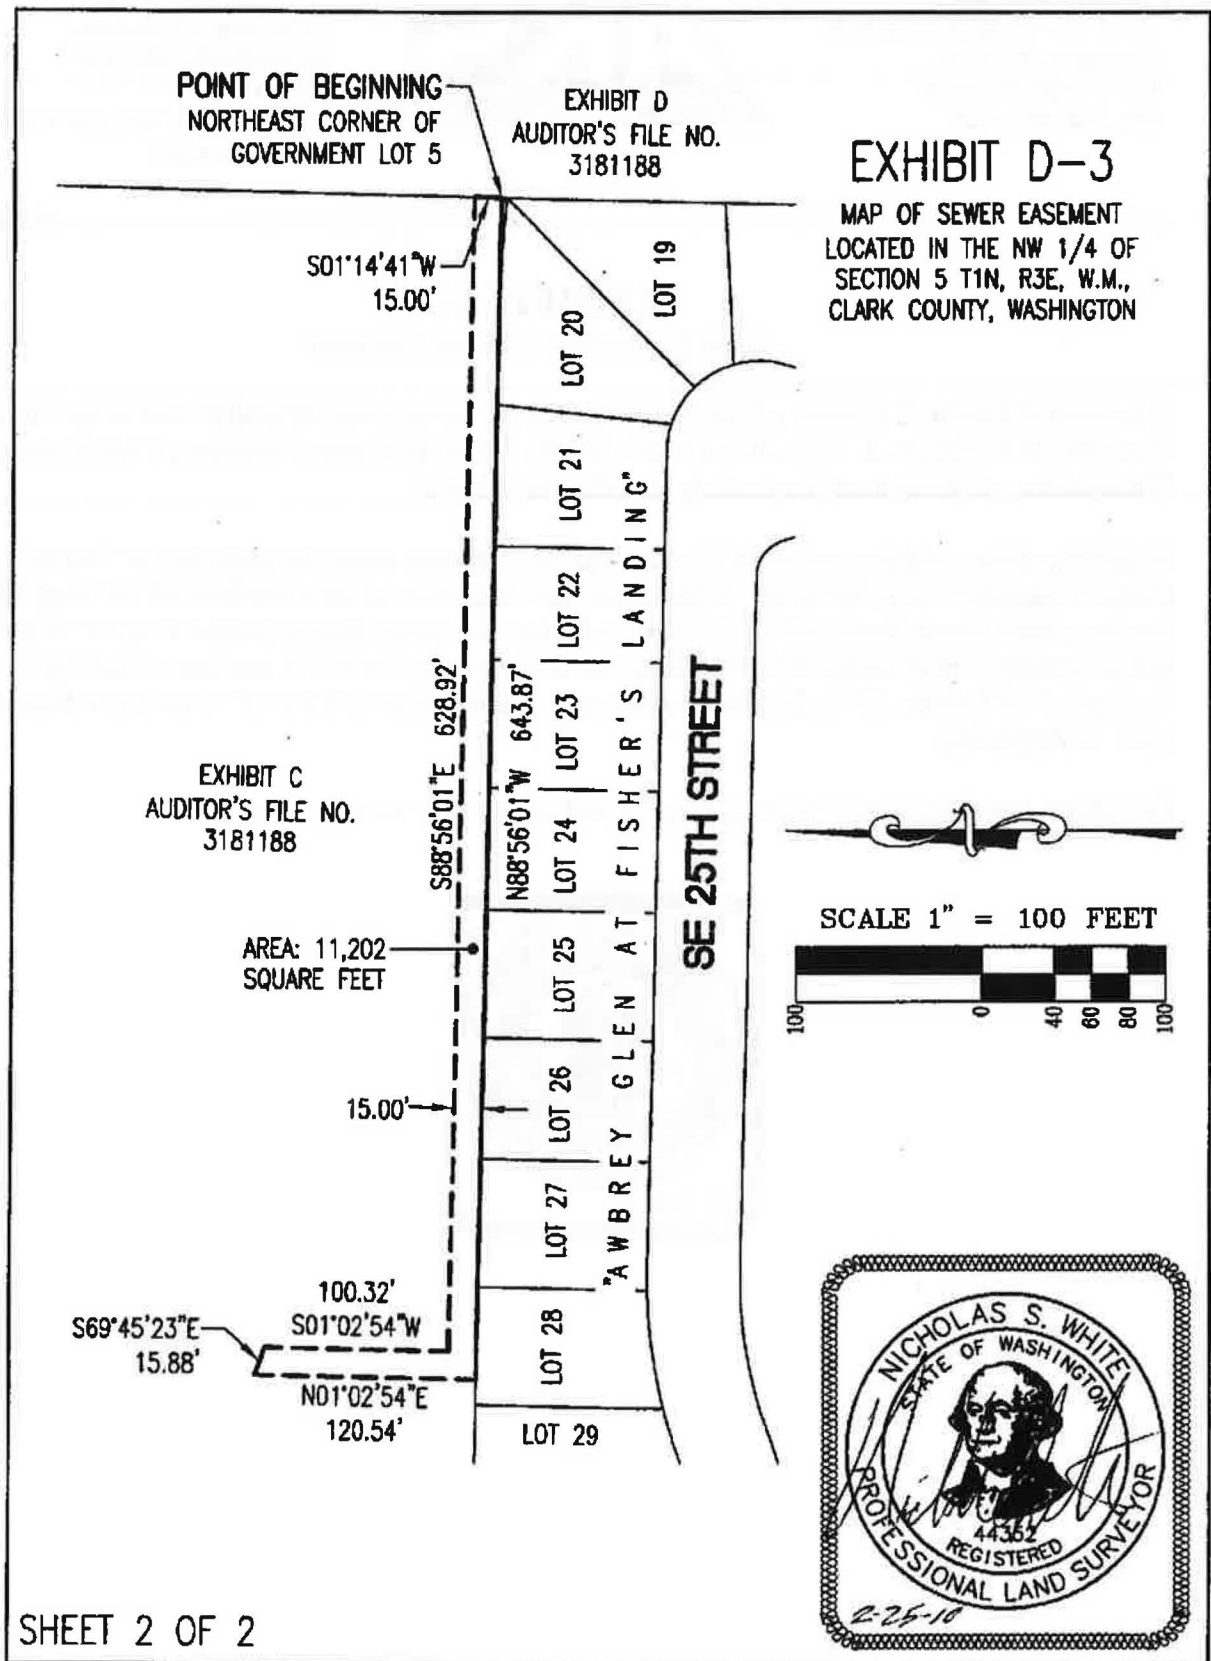 POINT OF BEGINNING
NORTHEAST CORNER OF
GOVERNMENT LOT 5
EXHIBIT D
AUDITOR'S FILE NO.
3181188
EXHIBIT D-3
MAP OF SEWER EASEMENT
LOCATED IN THE NW 1/4 OF
SECTION 5 T1N, R3E, W.M.,
CLARK COUNTY, WASHINGTON
S01°14'41"W
15.00'
LOT 19
LOT 20
LOT 21
LOT 22
LOT 23
LOT 24
LOT 25
LOT 26
LOT 27
LOT 28
LOT 29
"AWBREY GLEN AT FISHER'S LANDING"
SE 25TH STREET
S88°56'01"E 628.92'
N88°56'01"W 643.87'
EXHIBIT C
AUDITOR'S FILE NO.
3181188
AREA: 11,202
SQUARE FEET
15.00'
100.32'
S01°02'54"W
S69°45'23"E
15.88'
N01°02'54"E
120.54'
SCALE 1" = 100 FEET
100 0 40 60 80 100
NICHOLAS S. WHITE
STATE OF WASHINGTON
44352
REGISTERED
PROFESSIONAL LAND SURVEYOR
2-25-10
SHEET 2 OF 2